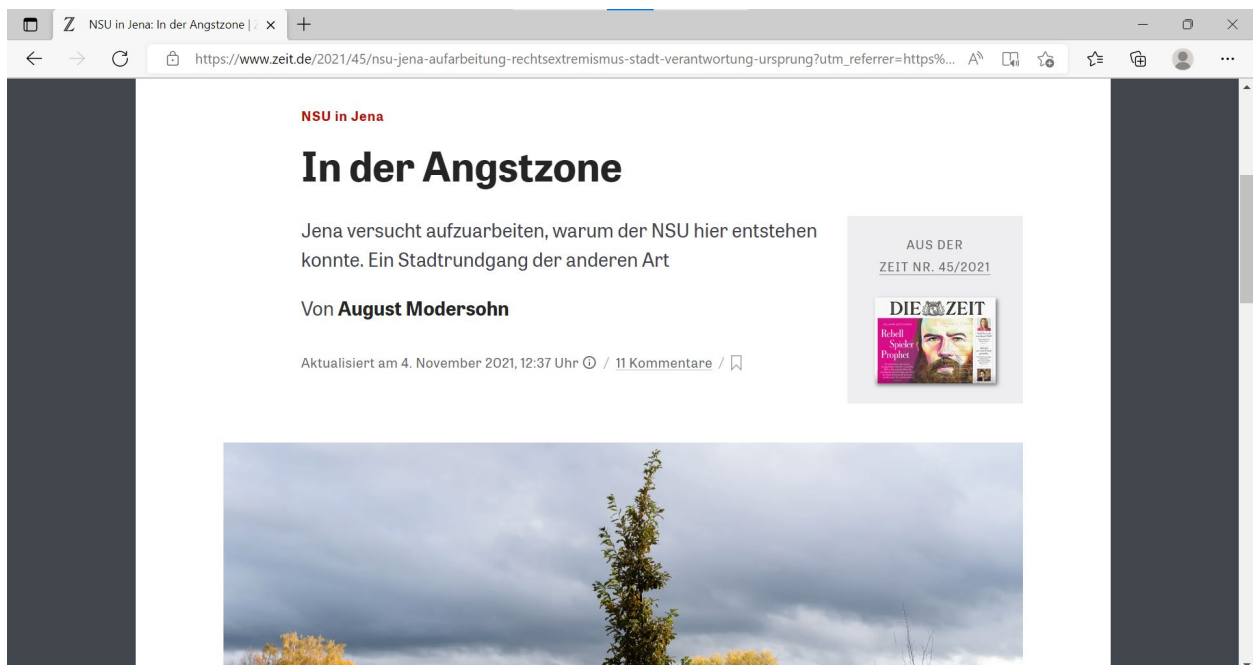 NSU in Jena: In der Angstzone |
https://www.zeit.de/2021/45/nsu-jena-aufarbeitung-rechtsextremismus-stadt-verantwortung-ursprung?utm_referrer=https%...
NSU in Jena
In der Angstzone
Jena versucht aufzuarbeiten, warum der NSU hier entstehen
konnte. Ein Stadtrundgang der anderen Art
Von August Modersohn
Aktualisiert am 4. November 2021, 12:37 Uhr / 11 Kommentare /
AUS DER
ZEIT NR. 45/2021
DIE ZEIT
Rebell
Spieler
Prophet